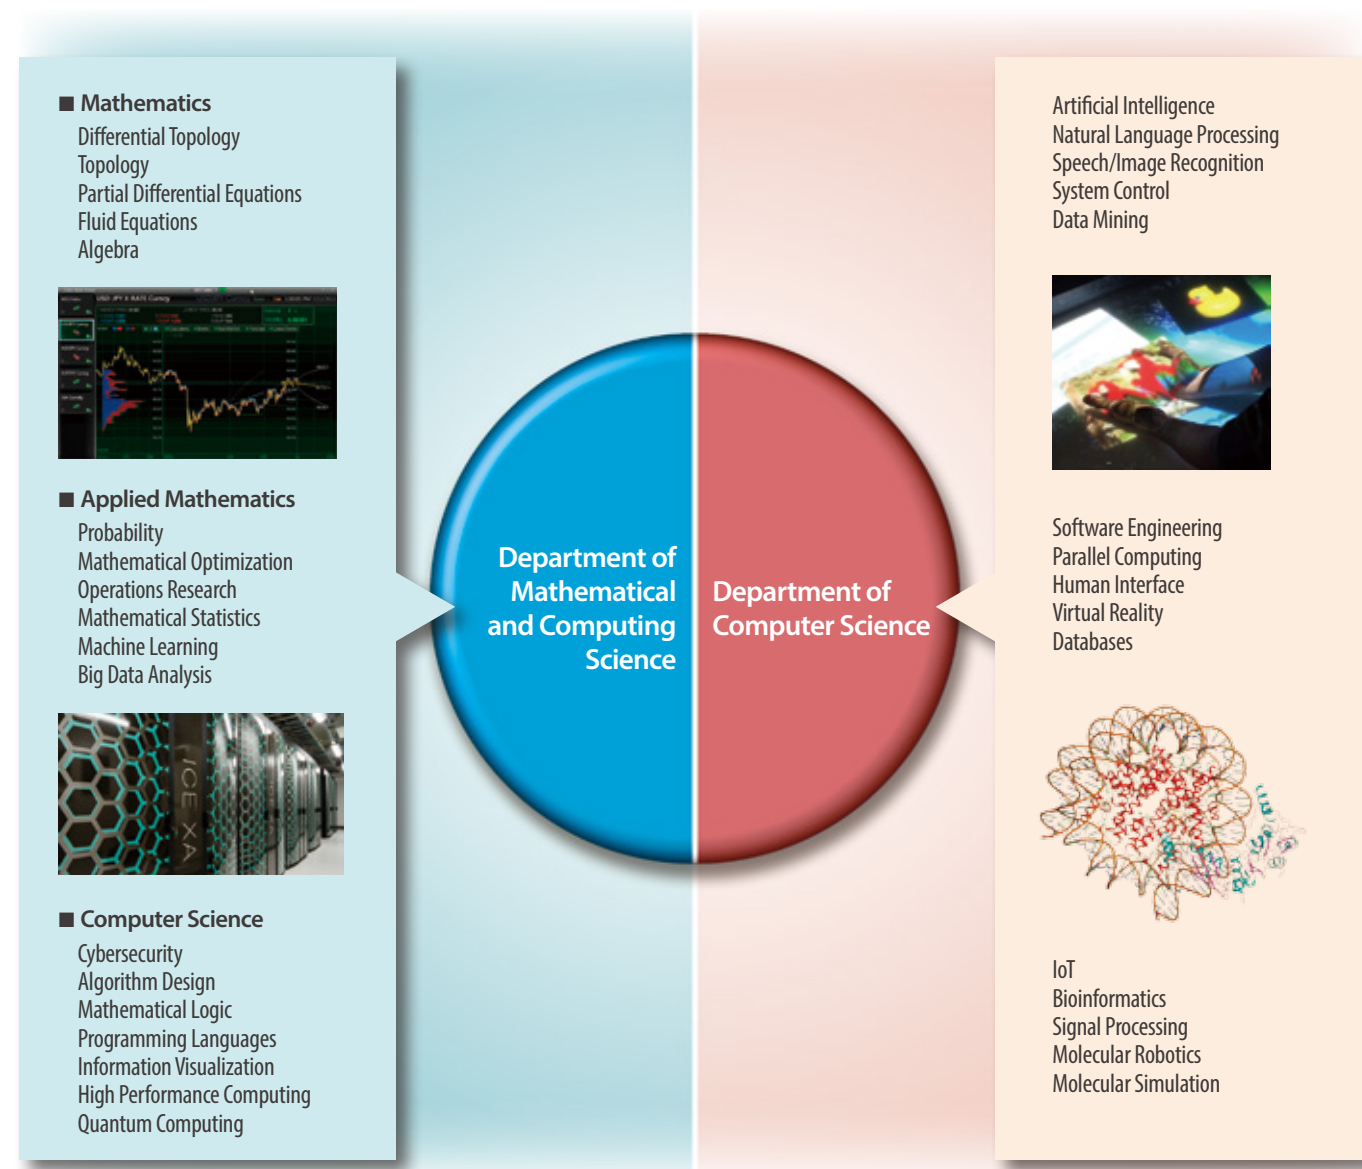 ■ Mathematics
Differential Topology
Topology
Partial Differential Equations
Fluid Equations
Algebra
■ Applied Mathematics
Probability
Mathematical Optimization
Operations Research
Mathematical Statistics
Machine Learning
Big Data Analysis
ICE XA
■ Computer Science
Cybersecurity
Algorithm Design
Mathematical Logic
Programming Languages
Information Visualization
High Performance Computing
Quantum Computing
Department of
Mathematical
and Computing
Science
Department of
Computer Science
Artificial Intelligence
Natural Language Processing
Speech/Image Recognition
System Control
Data Mining
Software Engineering
Parallel Computing
Human Interface
Virtual Reality
Databases
IoT
Bioinformatics
Signal Processing
Molecular Robotics
Molecular Simulation